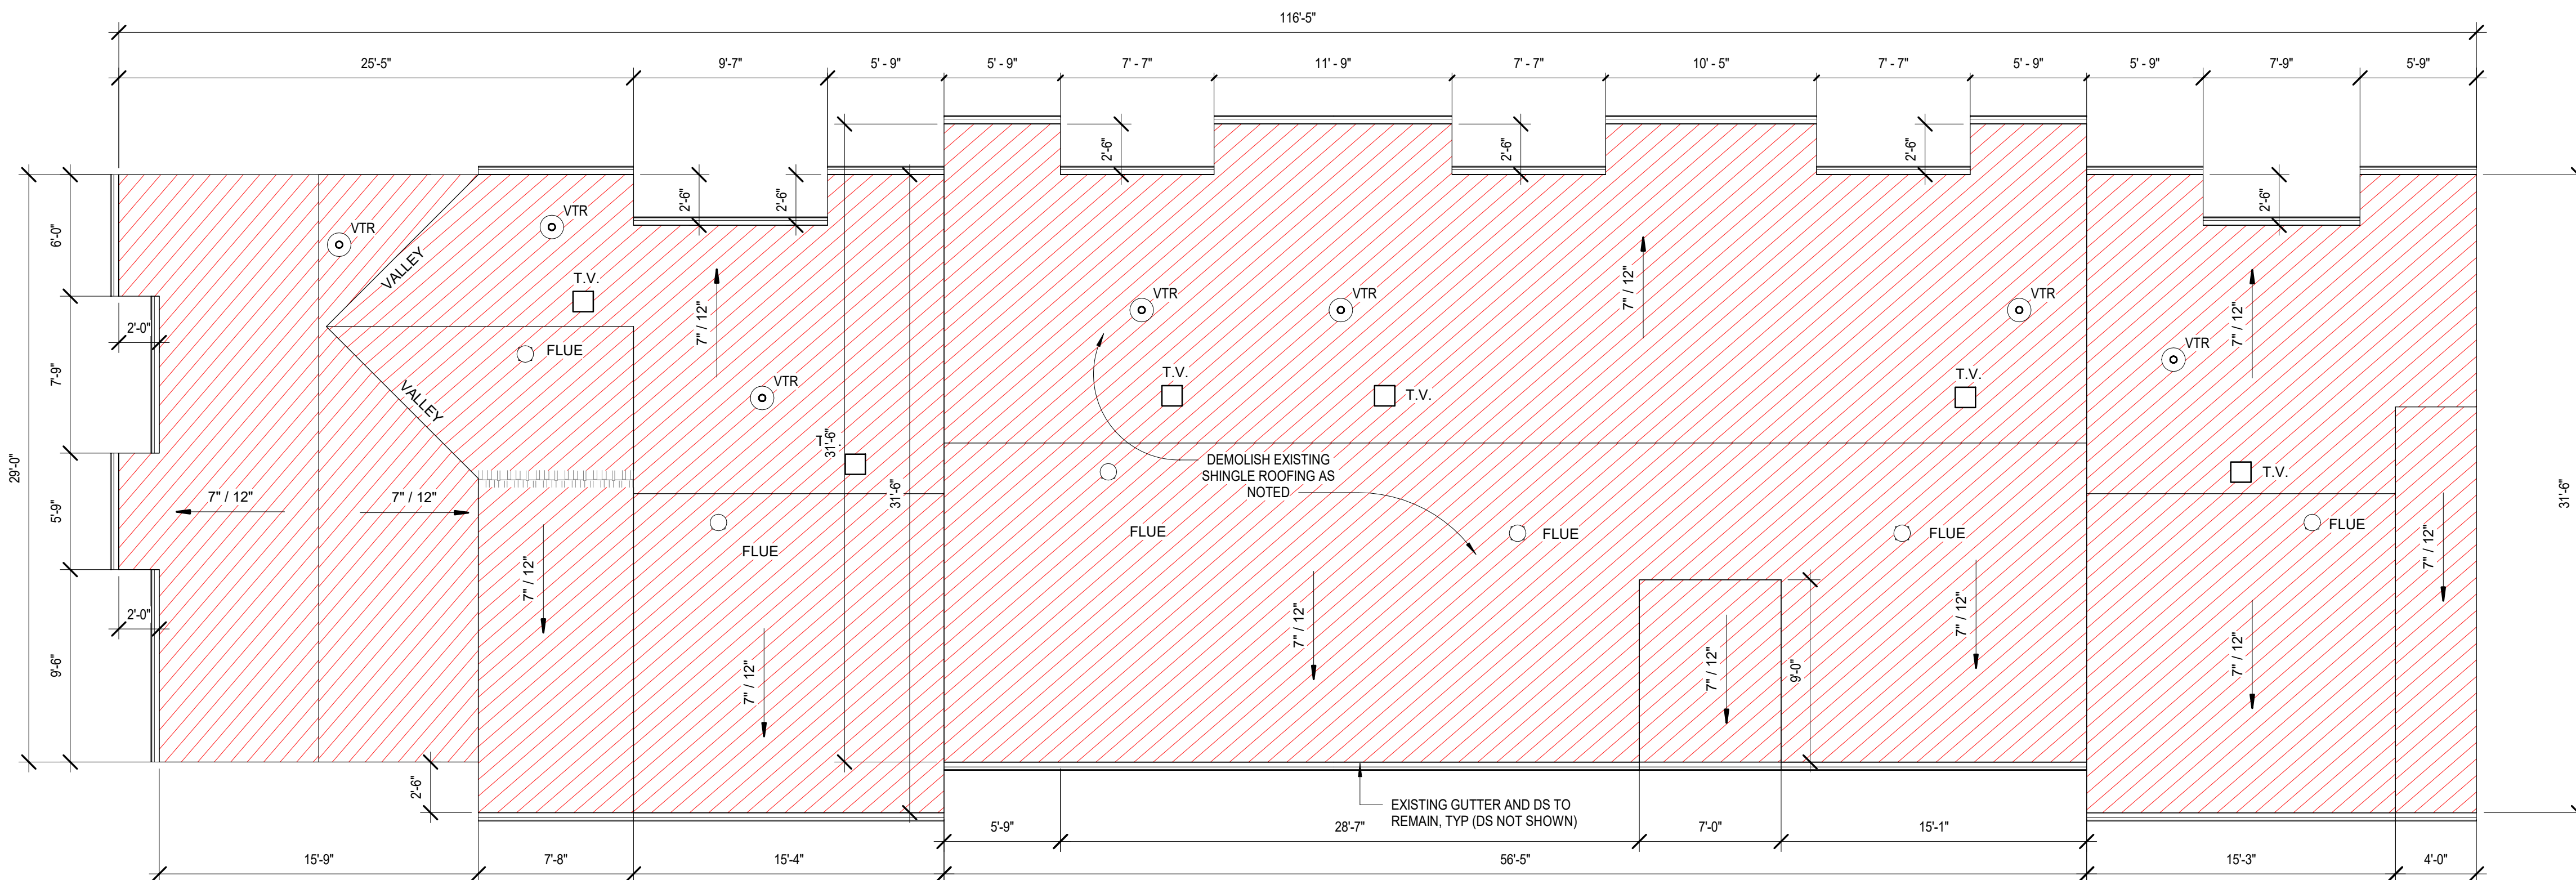 116'-5"
25'-5"
9'-7"
5' - 9"
5' - 9"
7' - 7"
11' - 9"
7' - 7"
10' - 5"
7' - 7"
5' - 9"
5' - 9"
7'-9"
5'-9"
2'-6"
2'-6"
2'-6"
2'-6"
2'-6"
2'-6"
29'-0"
6'-0"
7'-9"
5'-9"
9'-6"
2'-0"
2'-0"
VTR
VTR
VALLEY
T.V.
7" / 12"
FLUE
VALLEY
VTR
31'-6"
31'-6"
7" / 12"
7" / 12"
7" / 12"
FLUE
7" / 12"
2'-6"
VTR
VTR
7" / 12"
VTR
T.V.
T.V.
T.V.
DEMOLISH EXISTING
SHINGLE ROOFING AS
NOTED
FLUE
FLUE
FLUE
7" / 12"
7" / 12"
9'-0"
7" / 12"
VTR
7" / 12"
T.V.
FLUE
7" / 12"
7" / 12"
31'-6"
EXISTING GUTTER AND DS TO
REMAIN, TYP (DS NOT SHOWN)
5'-9"
28'-7"
7'-0"
15'-1"
15'-9"
7'-8"
15'-4"
56'-5"
15'-3"
4'-0"